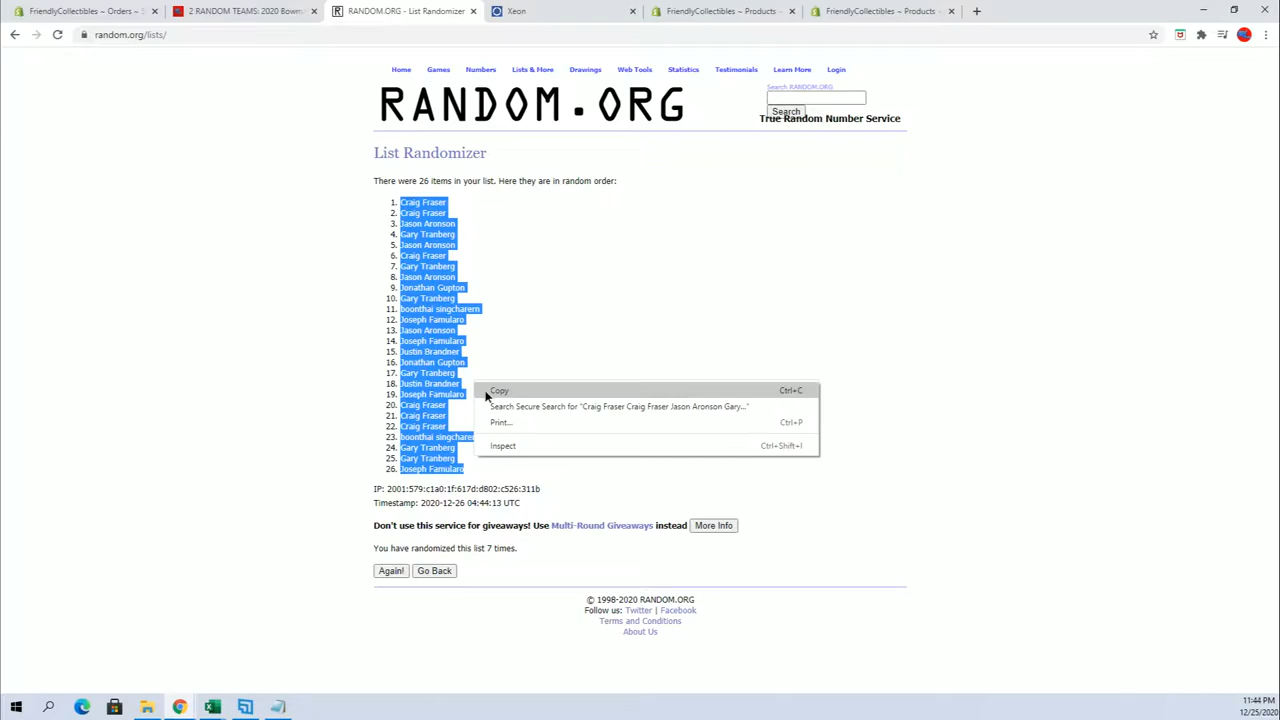 FriendlyCollectibles ~ Orders ~ S
2 RANDOM TEAMS: 2020 Bowm
RANDOM.ORG - List Randomizer
Xeon
FriendlyCollectibles ~ Products ~
FriendlyCollectibles ~ Products ~
random.org/lists/
Home Games Numbers Lists & More Drawings Web Tools Statistics Testimonials Learn More Login
RANDOM.ORG
Search RANDOM.ORG
Search
True Random Number Service
List Randomizer
There were 26 items in your list. Here they are in random order:
1. Craig Fraser
2. Craig Fraser
3. Jason Aronson
4. Gary Tranberg
5. Jason Aronson
6. Craig Fraser
7. Gary Tranberg
8. Jason Aronson
9. Jonathan Gupton
10. Gary Tranberg
11. boonthai singcharern
12. Joseph Famularo
13. Jason Aronson
14. Joseph Famularo
15. Justin Brandner
16. Jonathan Gupton
17. Gary Tranberg
18. Justin Brandner
19. Joseph Famularo
20. Craig Fraser
21. Craig Fraser
22. Craig Fraser
23. boonthai singcharer
24. Gary Tranberg
25. Gary Tranberg
26. Joseph Famularo
Copy Ctrl+C
Search Secure Search for "Craig Fraser Craig Fraser Jason Aronson Gary..."
Print... Ctrl+P
Inspect Ctrl+Shift+I
IP: 2001:579:c1a0:1f:617d:d802:c526:311b
Timestamp: 2020-12-26 04:44:13 UTC
Don't use this service for giveaways! Use Multi-Round Giveaways instead More Info
You have randomized this list 7 times.
Again! Go Back
© 1998-2020 RANDOM.ORG
Follow us: Twitter | Facebook
Terms and Conditions
About Us
11:44 PM
12/25/2020